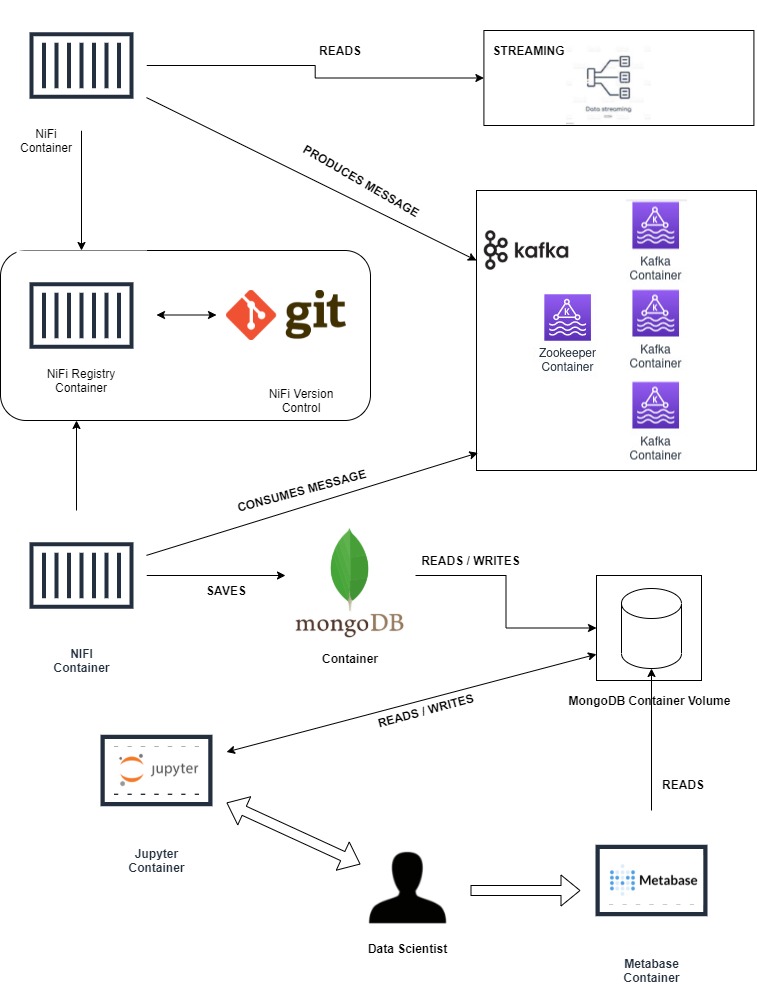 READS
STREAMING
Data streaming
NiFi
Container
PRODUCES MESSAGE
kafka
K
Kafka
Container
K
Zookeeper
Container
K
Kafka
Container
K
Kafka
Container
git
NiFi Registry
Container
NiFi Version
Control
CONSUMES MESSAGE
SAVES
mongoDB
Container
READS / WRITES
NIFI
Container
MongoDB Container Volume
READS / WRITES
READS
jupyter
Jupyter
Container
Data Scientist
Metabase
Metabase
Container